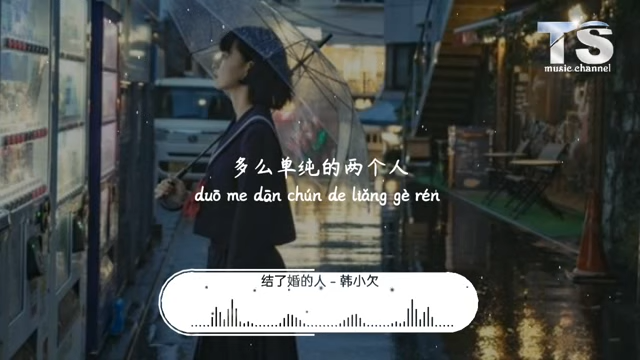 TS
music channel
多么单纯的两个人
duō me dān chún de liǎng gè rén
结了婚的人 - 韩小欠